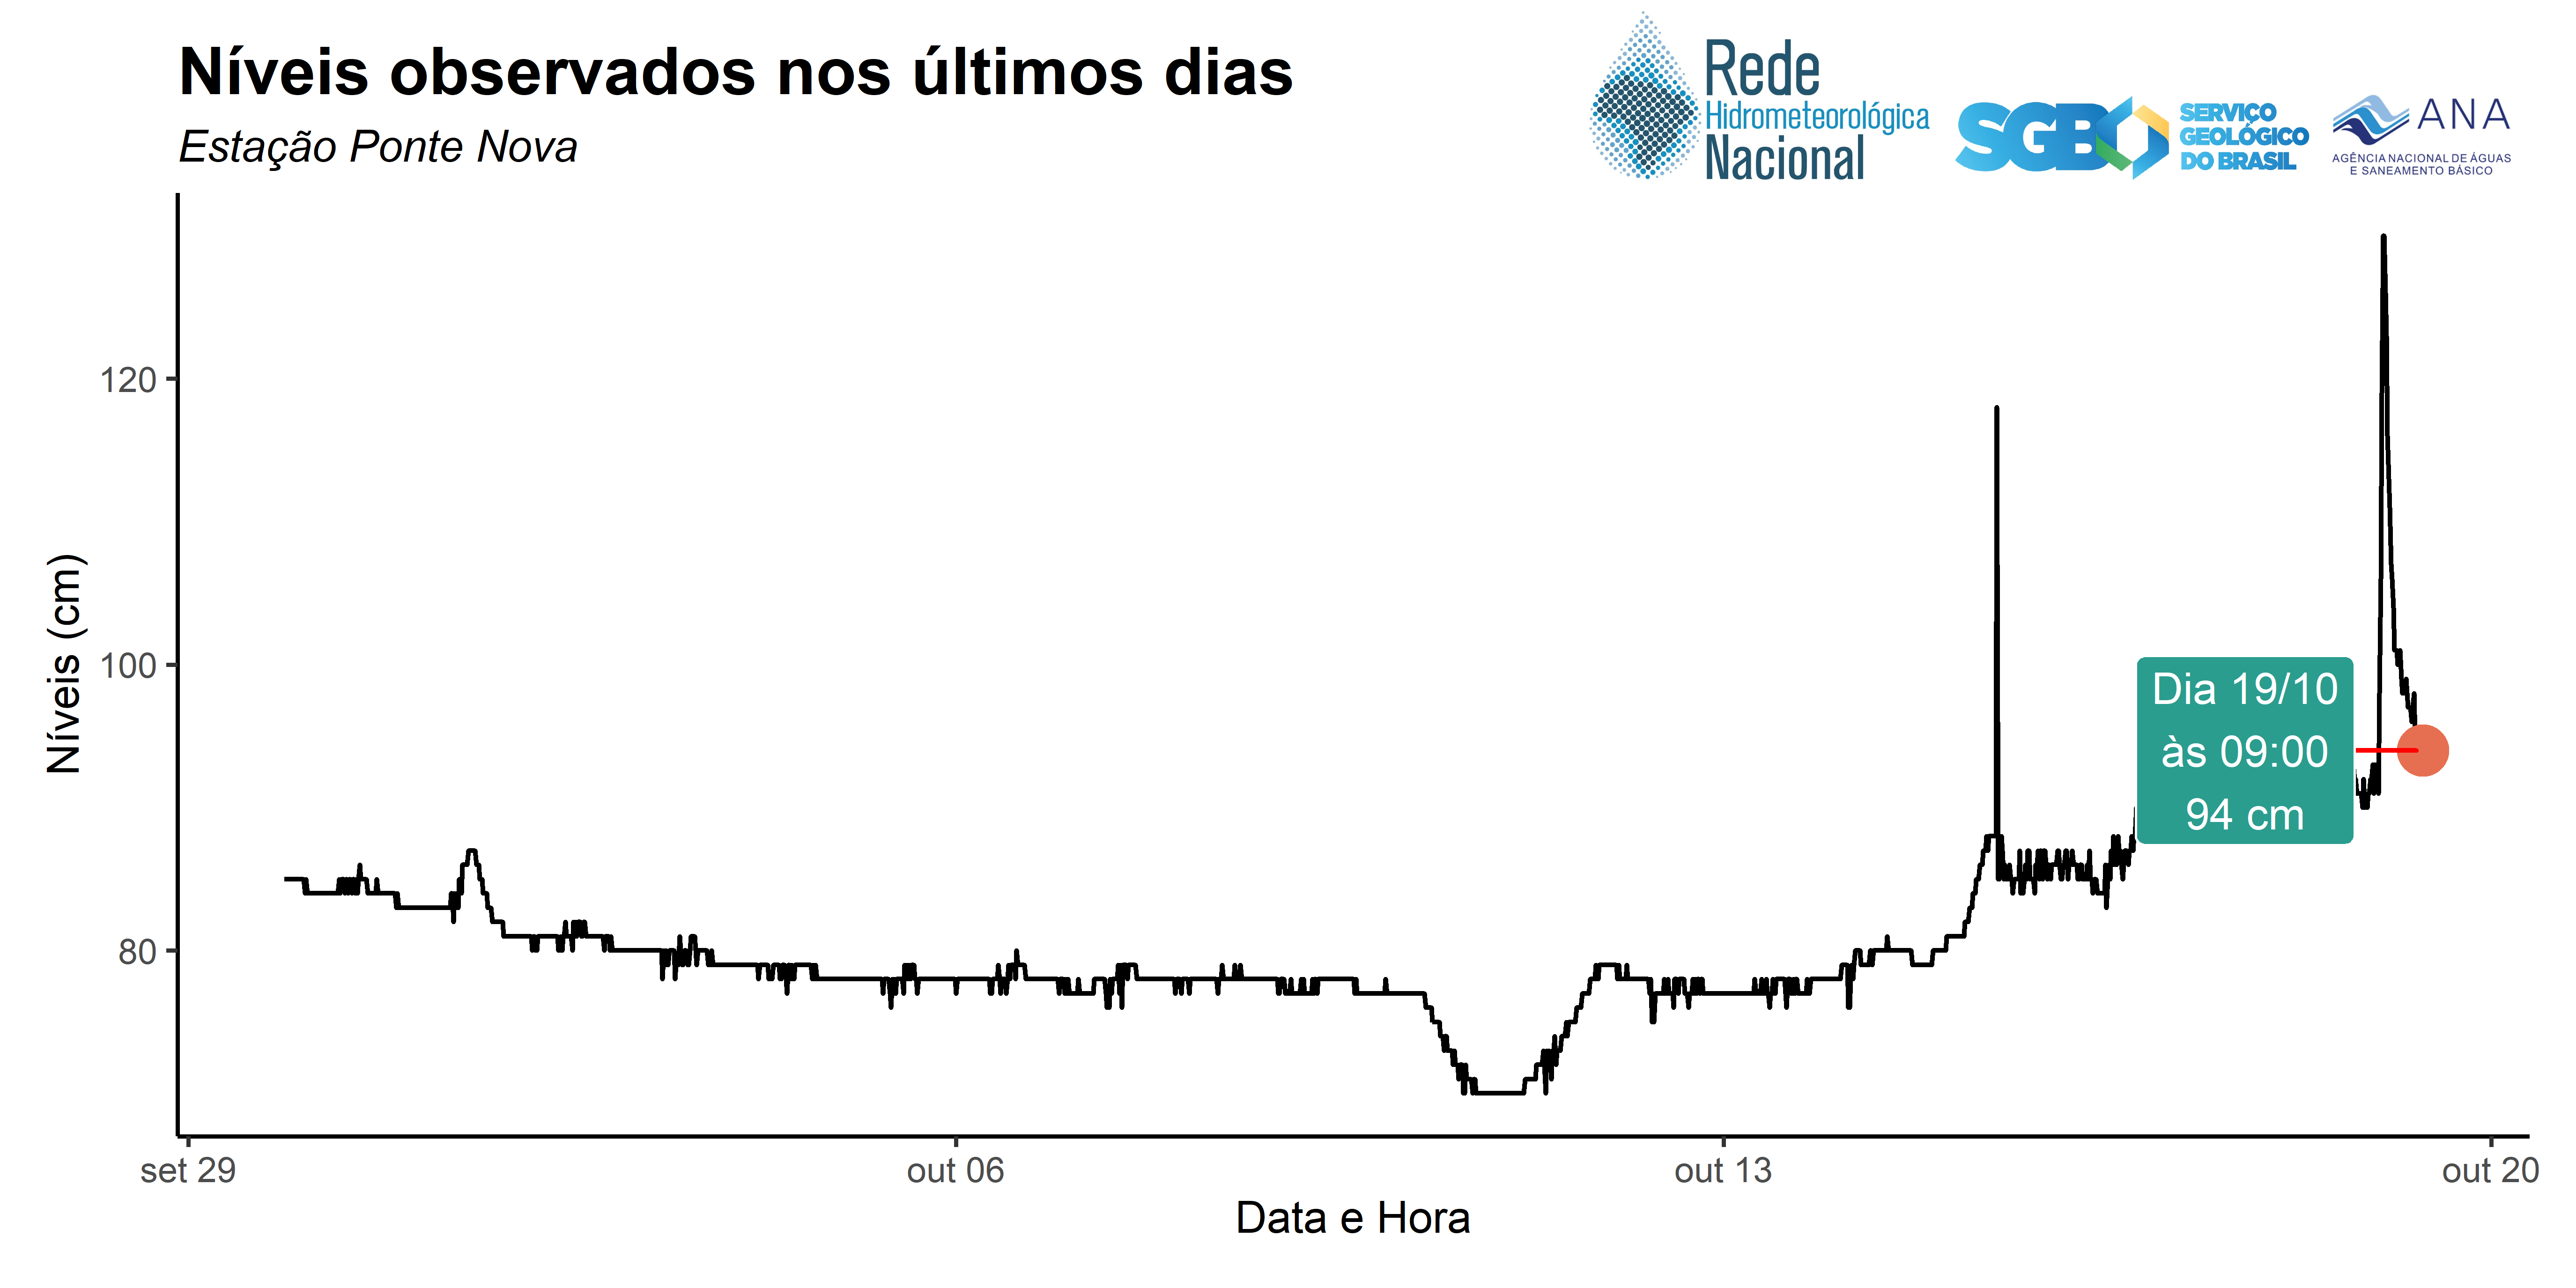 Níveis observados nos últimos dias
Estação Ponte Nova
Rede
Hidrometeorológica
Nacional
SGB
SERVIÇO
GEOLÓGICO
DO BRASIL
ANA
AGÊNCIA NACIONAL DE ÁGUAS
E SANEAMENTO BÁSICO
Níveis (cm)
120
100
80
Dia 19/10
às 09:00
94 cm
set 29
out 06
out 13
out 20
Data e Hora